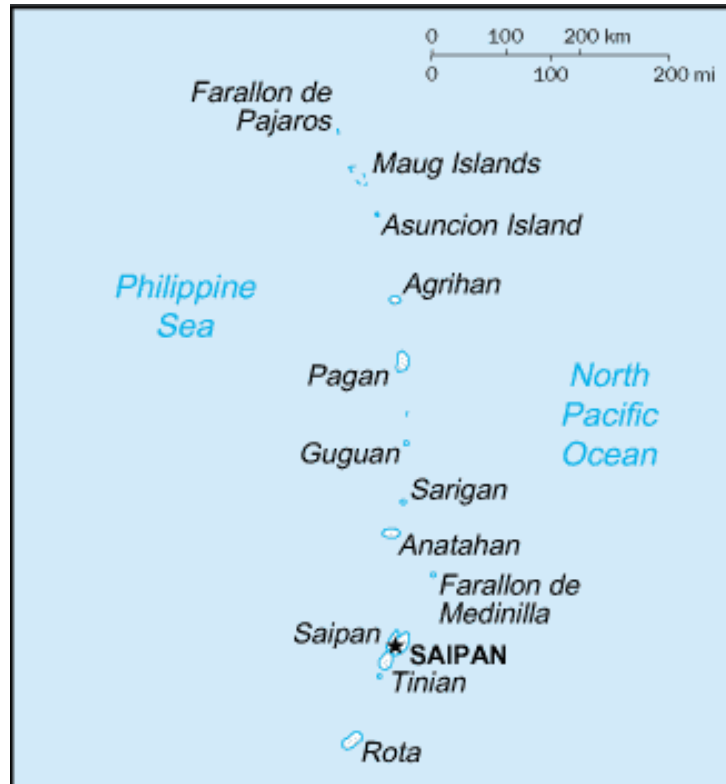 0 100 200 km
0 100 200 mi
Farallon de
Pajaros
Maug Islands
Asuncion Island
Philippine
Sea
Agrihan
Pagan
North
Pacific
Ocean
Guguan
Sarigan
Anatahan
Farallon de
Medinilla
Saipan
SAIPAN
Tinian
Rota